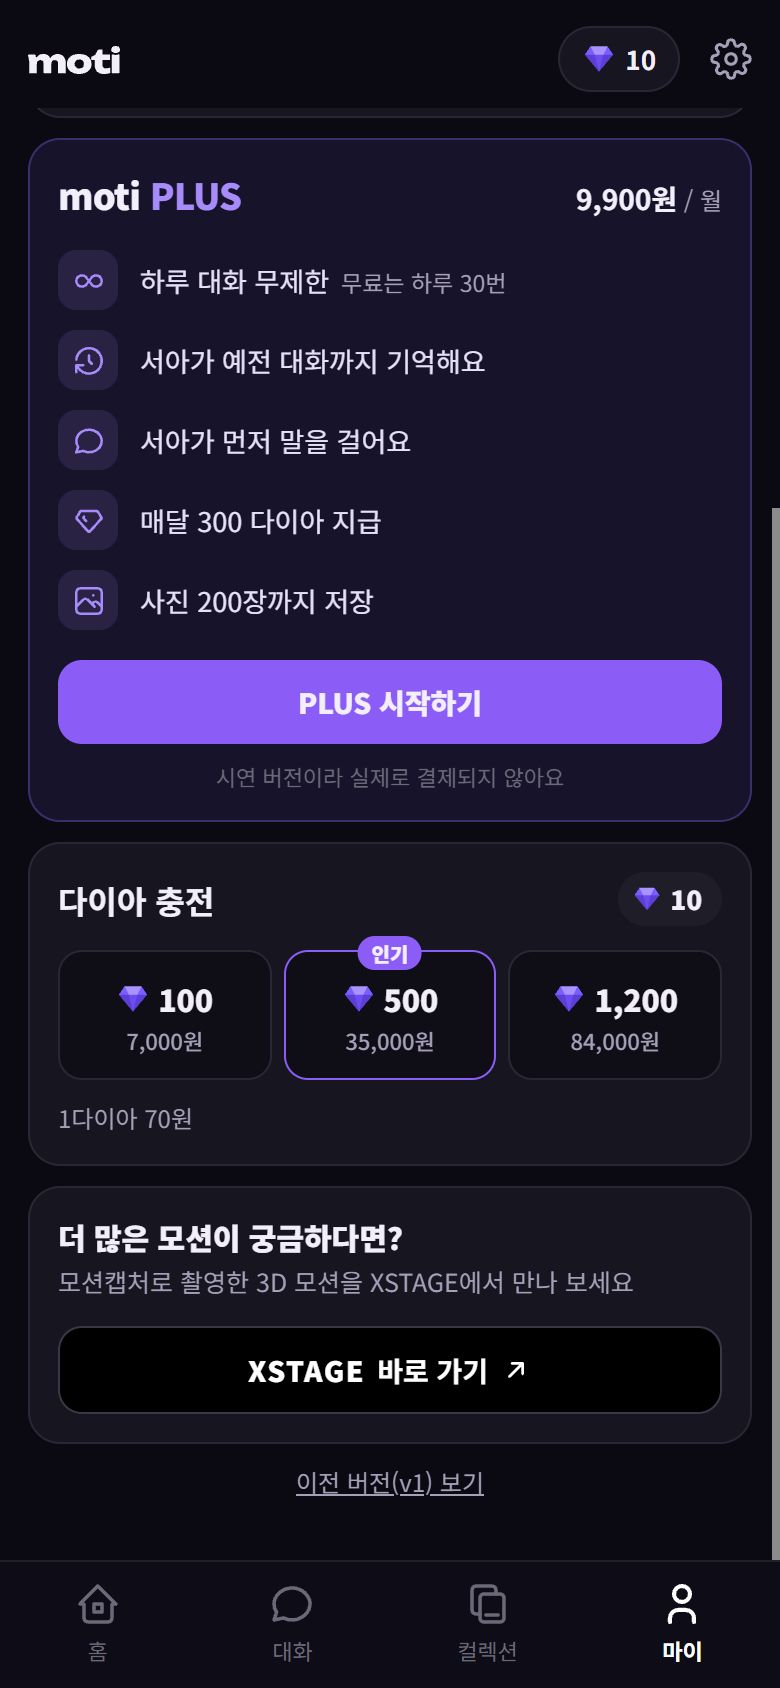 moti
10
moti PLUS
9,900원 / 월
하루 대화 무제한 무료는 하루 30번
서아가 예전 대화까지 기억해요
서아가 먼저 말을 걸어요
매달 300 다이아 지급
사진 200장까지 저장
PLUS 시작하기
시연 버전이라 실제로 결제되지 않아요
다이아 충전
10
인기
100
7,000원
500
35,000원
1,200
84,000원
1다이아 70원
더 많은 모션이 궁금하다면?
모션캡처로 촬영한 3D 모션을 XSTAGE에서 만나 보세요
XSTAGE 바로 가기
이전 버전(v1) 보기
홈
대화
컬렉션
마이